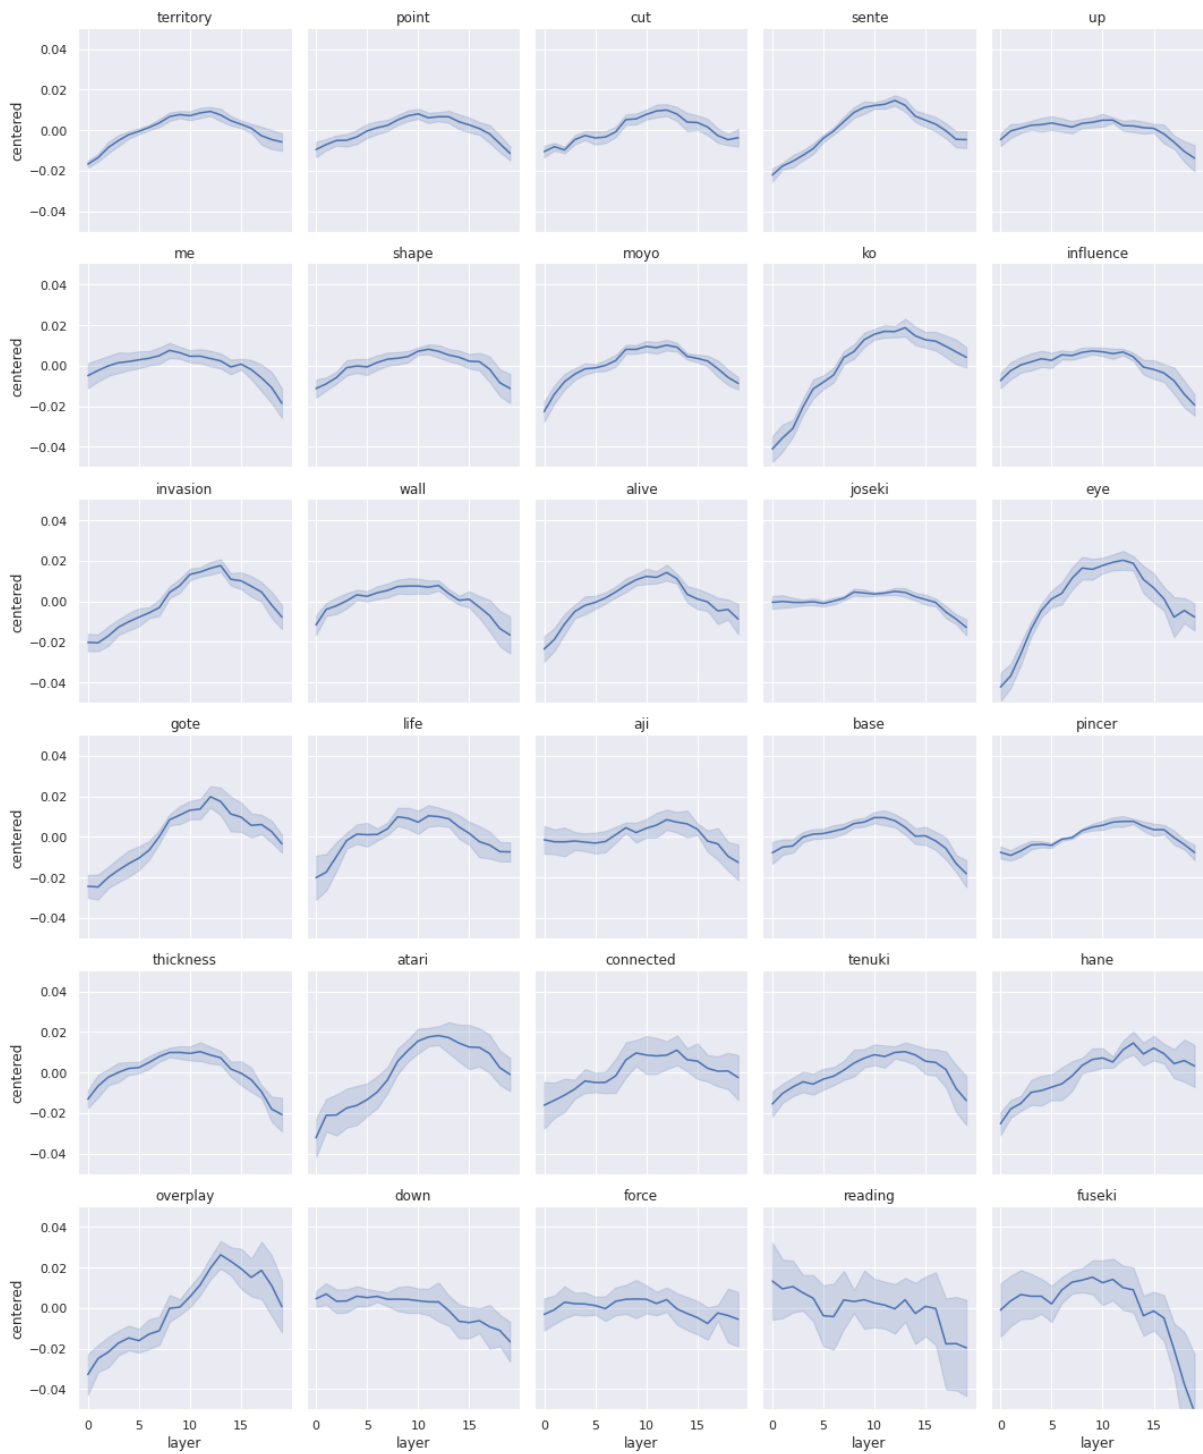 territory point cut sente up
0.04
0.02
0.00
−0.02
−0.04
centered
me shape moyo ko influence
0.04
0.02
0.00
−0.02
−0.04
centered
invasion wall alive joseki eye
0.04
0.02
0.00
−0.02
−0.04
centered
gote life aji base pincer
0.04
0.02
0.00
−0.02
−0.04
centered
thickness atari connected tenuki hane
0.04
0.02
0.00
−0.02
−0.04
centered
overplay down force reading fuseki
0.04
0.02
0.00
−0.02
−0.04
centered
0 5 10 15 0 5 10 15 0 5 10 15 0 5 10 15 0 5 10 15
layer layer layer layer layer